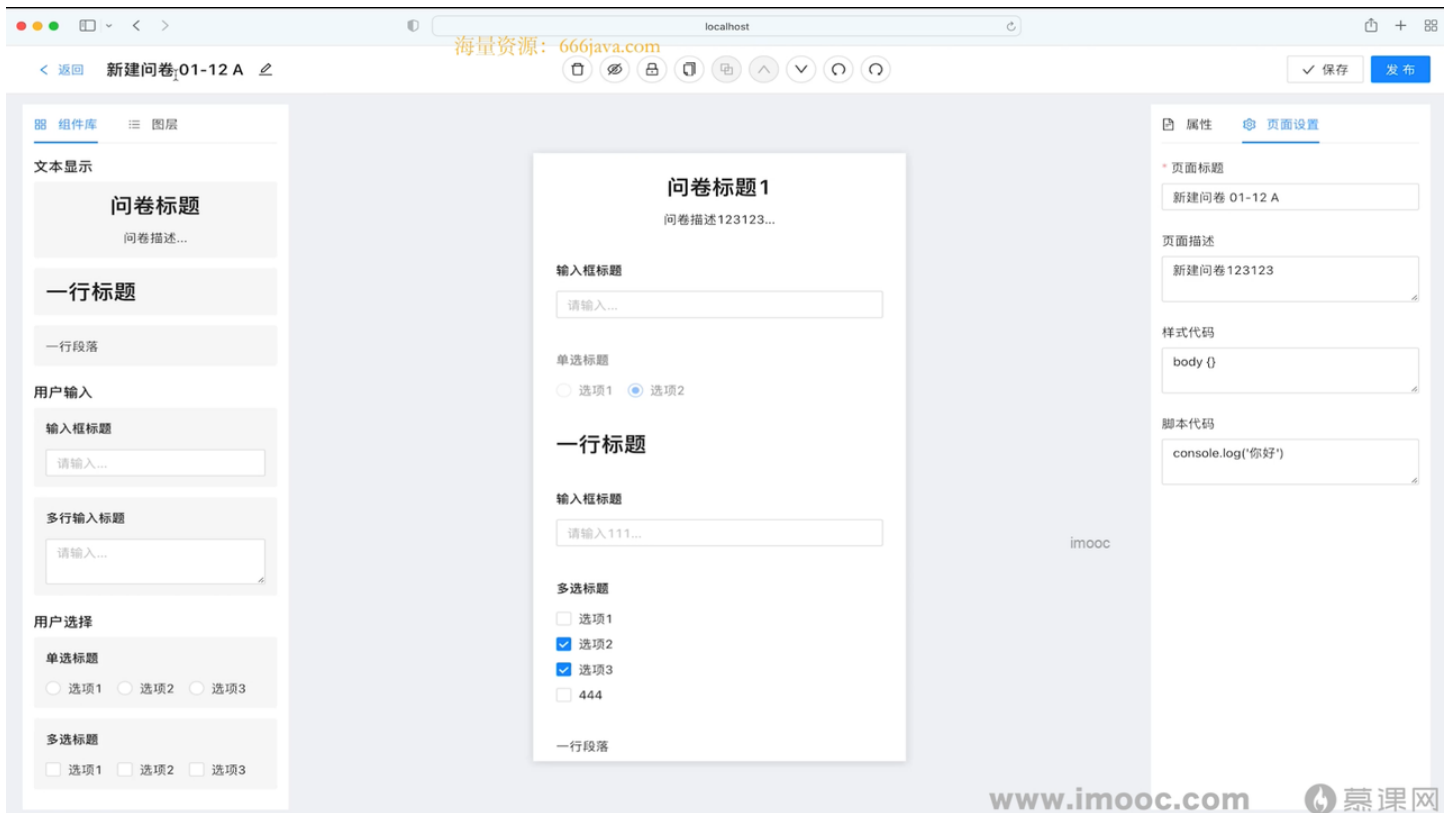 localhost
海量资源：666java.com
返回
新建问卷 01-12 A
保存
发布
组件库
图层
文本显示
问卷标题
问卷描述...
一行标题
一行段落
用户输入
输入框标题
请输入...
多行输入标题
请输入...
用户选择
单选标题
选项1 选项2 选项3
多选标题
选项1 选项2 选项3
问卷标题1
问卷描述123123...
输入框标题
请输入...
单选标题
选项1 选项2
一行标题
输入框标题
请输入111...
多选标题
选项1
选项2
选项3
444
一行段落
属性
页面设置
* 页面标题
新建问卷 01-12 A
页面描述
新建问卷123123
样式代码
body {}
脚本代码
console.log('你好')
imooc
www.imooc.com
慕课网